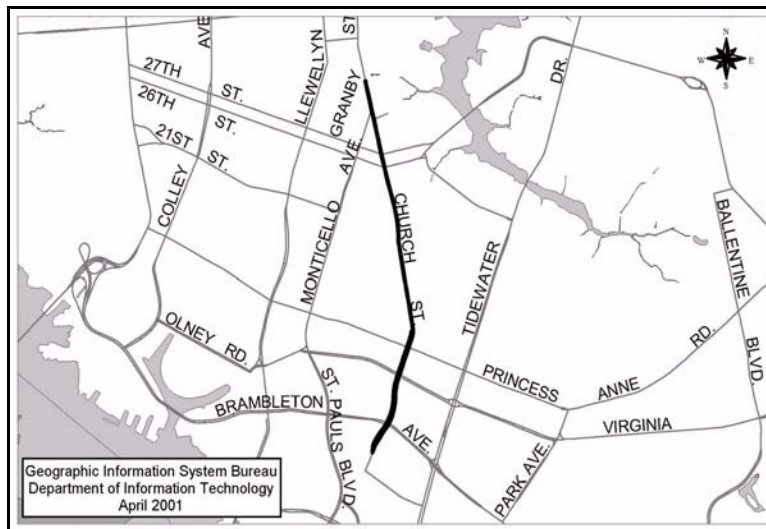 AVE
LLEWELLYN
ST
GRANBY
27TH ST.
26TH ST.
21ST ST.
COLLEY
MONTICELLO AVE.
CHURCH ST
TIDEWATER DR.
BALLENTINE BLVD.
OLNEY RD.
PRINCESS ANNE RD.
BRAMBLETON AVE.
ST. PAULS BLVD.
VIRGINIA
PARK AVE.
N
W E
S
Geographic Information System Bureau
Department of Information Technology
April 2001